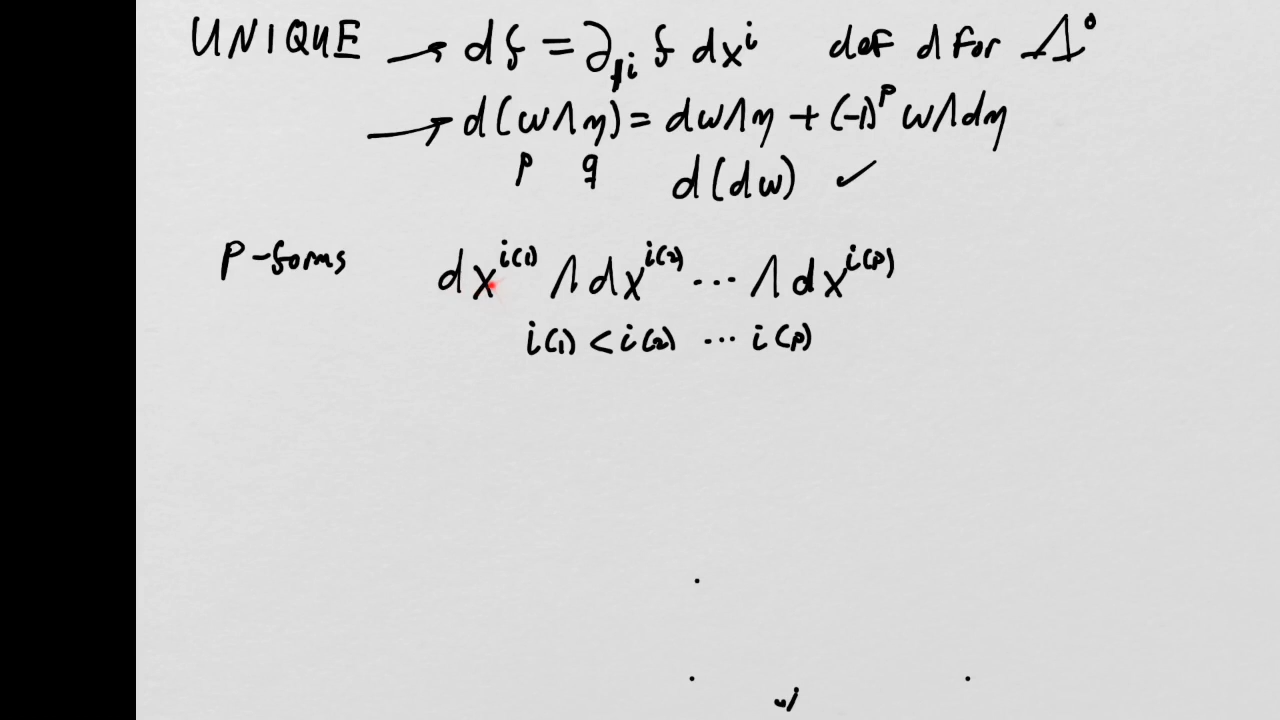 UNIQUE → df = ∂,i f dxⁱ def d for Λ⁰
→ d(ω∧η) = dω∧η + (-1)ᵖ ω∧dη
p q d(dω) ✓
P-forms dx^{i(1)} ∧ dx^{i(2)} ... ∧ dx^{i(p)}
i(1) < i(2) ... i(p)